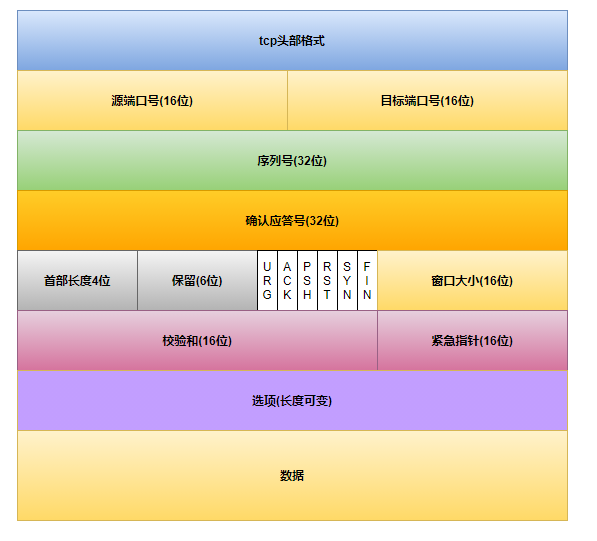 tcp头部格式
源端口号(16位) 目标端口号(16位)
序列号(32位)
确认应答号(32位)
首部长度4位 保留(6位) URG ACK PSH RST SYN FIN 窗口大小(16位)
校验和(16位) 紧急指针(16位)
选项(长度可变)
数据